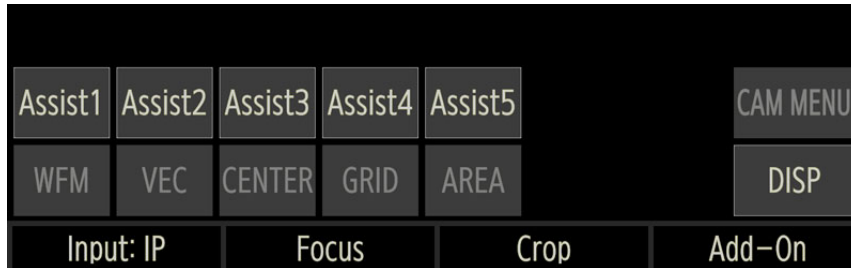 Assist1 Assist2 Assist3 Assist4 Assist5 CAM MENU
WFM VEC CENTER GRID AREA DISP
Input: IP Focus Crop Add-On